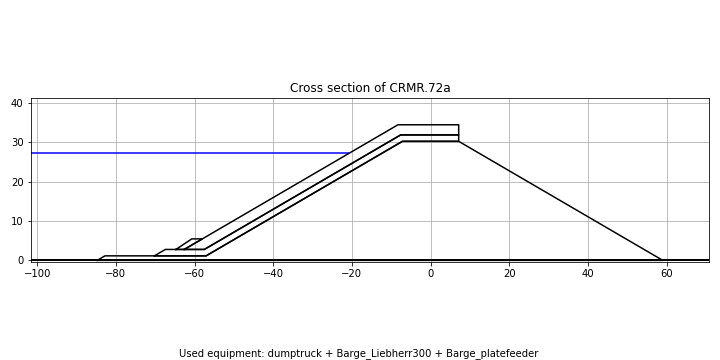 Cross section of CRMR.72a
40
30
20
10
0
−100 −80 −60 −40 −20 0 20 40 60
Used equipment: dumptruck + Barge_Liebherr300 + Barge_platefeeder